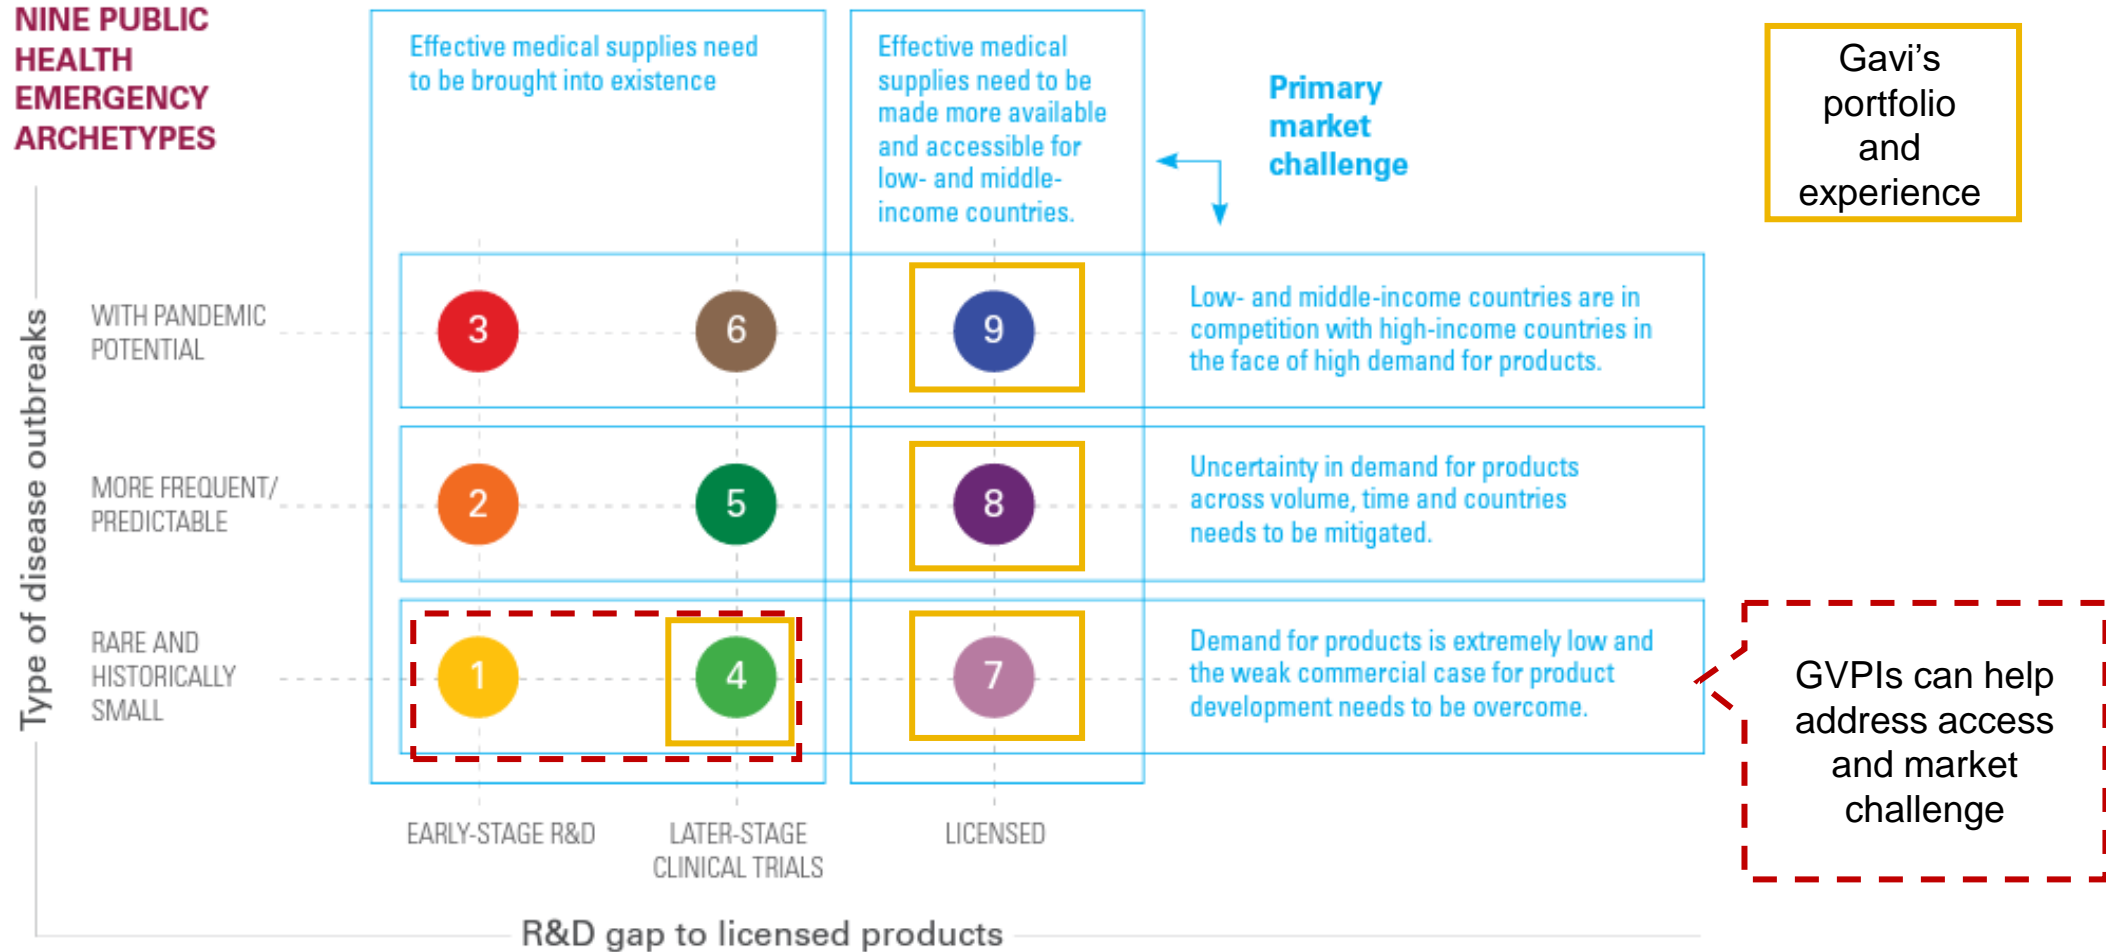 NINE PUBLIC
HEALTH
EMERGENCY
ARCHETYPES
Effective medical supplies need
to be brought into existence
Effective medical
supplies need to be
made more available
and accessible for
low- and middle-
income countries.
Primary
market
challenge
Gavi’s
portfolio
and
experience
Type of disease outbreaks
WITH PANDEMIC
POTENTIAL
3
6
9
Low- and middle-income countries are in
competition with high-income countries in
the face of high demand for products.
MORE FREQUENT/
PREDICTABLE
2
5
8
Uncertainty in demand for products
across volume, time and countries
needs to be mitigated.
RARE AND
HISTORICALLY
SMALL
1
4
7
Demand for products is extremely low and
the weak commercial case for product
development needs to be overcome.
GVPIs can help
address access
and market
challenge
EARLY-STAGE R&D
LATER-STAGE
CLINICAL TRIALS
LICENSED
R&D gap to licensed products